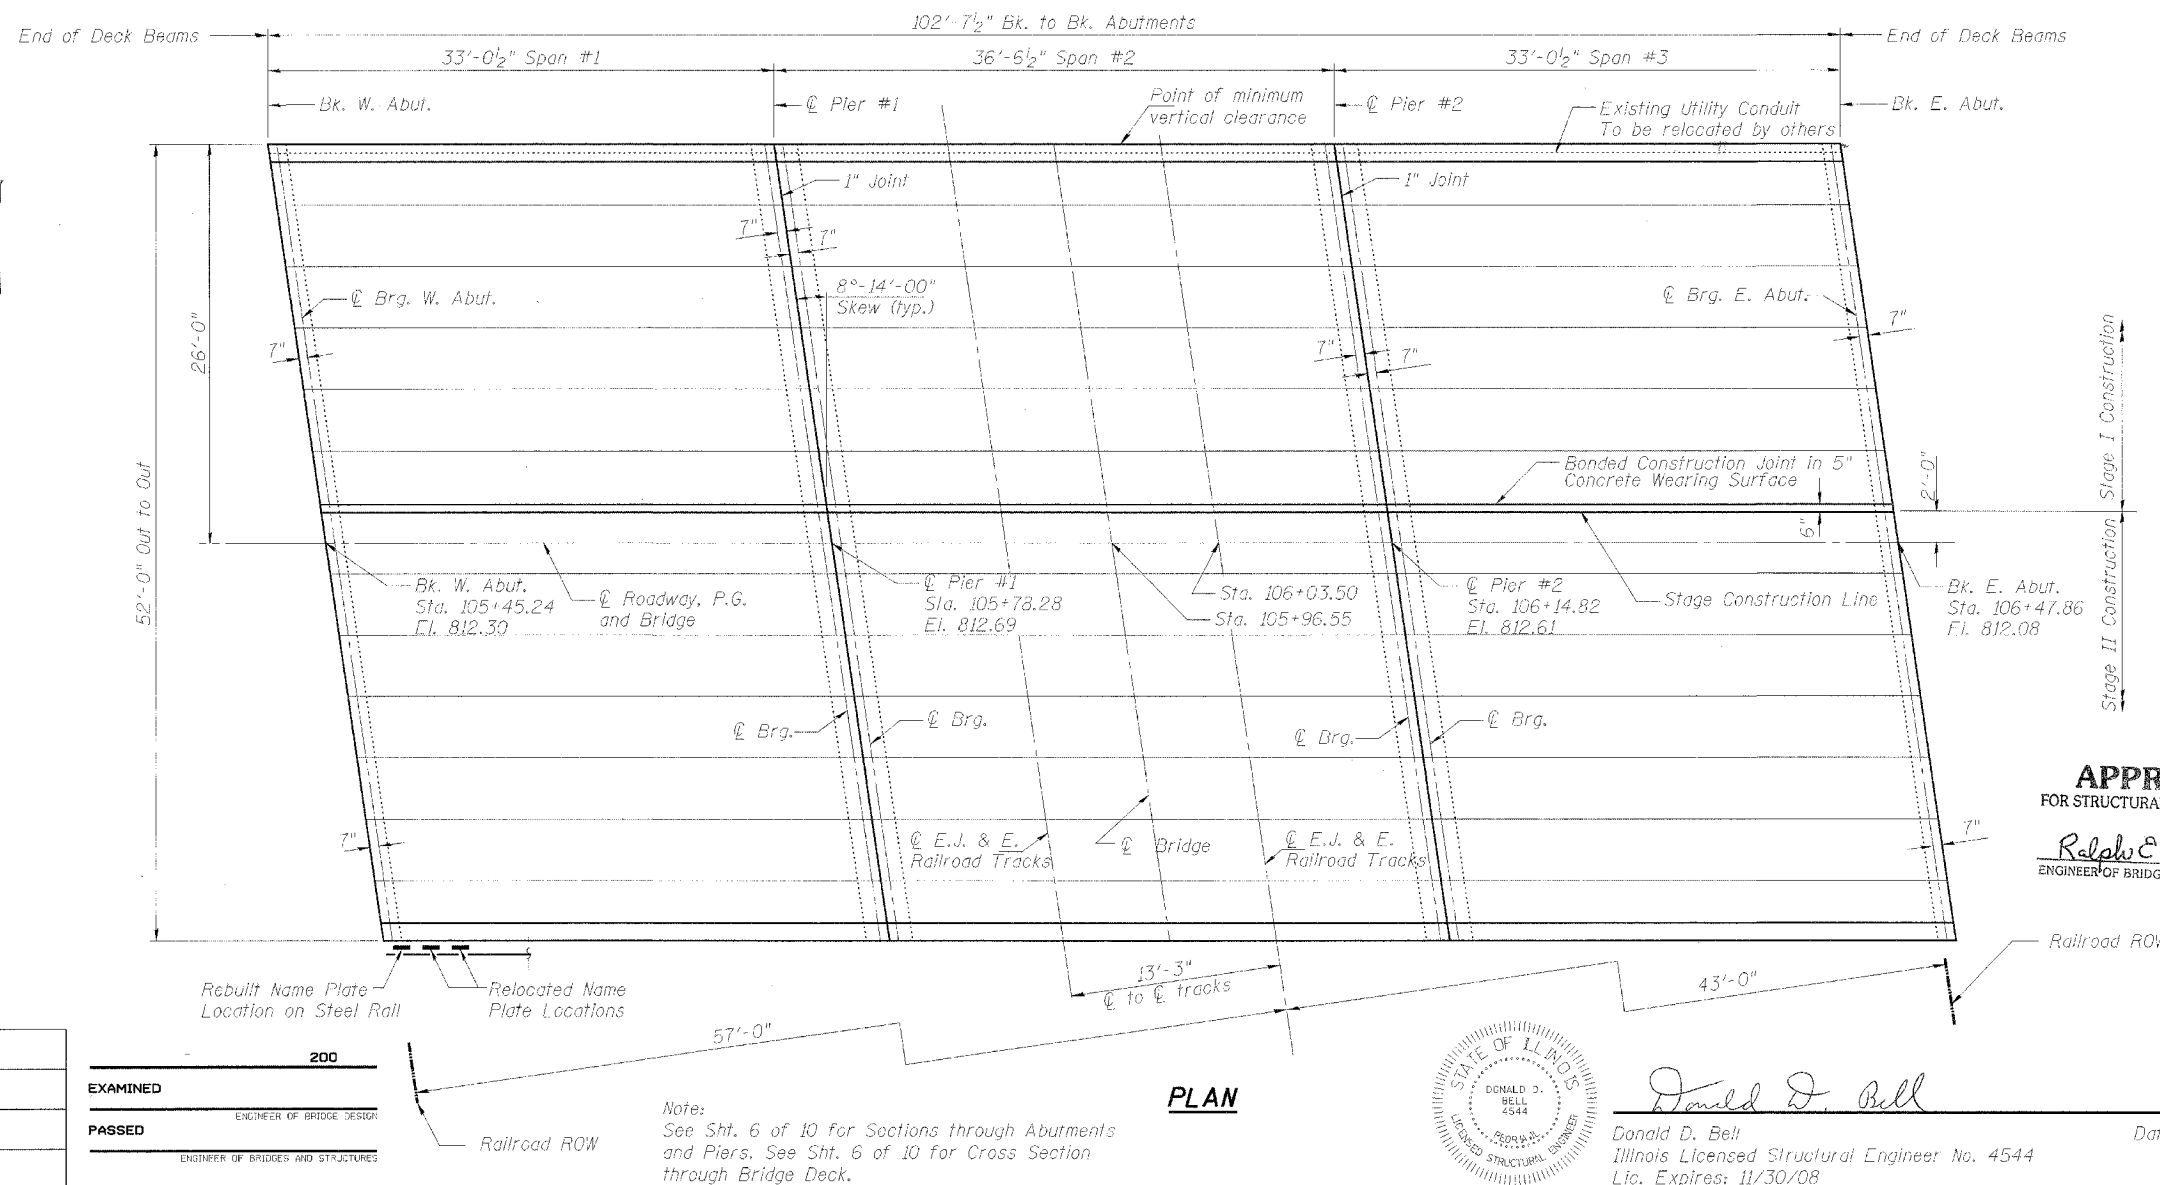 102'-7½" Bk. to Bk. Abutments
End of Deck Beams
End of Deck Beams
33'-0½" Span #1
36'-6½" Span #2
33'-0½" Span #3
Bk. W. Abut.
℄ Pier #1
Point of minimum
vertical clearance
℄ Pier #2
Existing Utility Conduit
To be relocated by others
Bk. E. Abut.
1" Joint
1" Joint
7"
7"
8°-14'-00"
Skew (typ.)
℄ Brg. W. Abut.
℄ Brg. E. Abut.
7"
7"
7"
7"
26'-0"
52'-0" Out to Out
Bonded Construction Joint in 5"
Concrete Wearing Surface
6"
2'-0"
Stage I Construction
Stage II Construction
Bk. W. Abut.
Sta. 105+45.24
El. 812.30
℄ Roadway, P.G.
and Bridge
℄ Pier #1
Sta. 105+78.28
El. 812.69
Sta. 106+03.50
Sta. 105+96.55
℄ Pier #2
Sta. 106+14.82
El. 812.61
Stage Construction Line
Bk. E. Abut.
Sta. 106+47.86
El. 812.08
℄ Brg.
℄ Brg.
℄ Brg.
℄ Brg.
7"
℄ E.J. & E.
Railroad Tracks
℄ Bridge
℄ E.J. & E.
Railroad Tracks
7"
APPR
FOR STRUCTURA
Ralph E
ENGINEER OF BRIDG
Railroad ROW
Rebuilt Name Plate
Location on Steel Rail
Relocated Name
Plate Locations
13'-3"
℄ to ℄ tracks
43'-0"
57'-0"
Railroad ROW
200
EXAMINED
ENGINEER OF BRIDGE DESIGN
PASSED
ENGINEER OF BRIDGES AND STRUCTURES
Note:
See Sht. 6 of 10 for Sections through Abutments
and Piers. See Sht. 6 of 10 for Cross Section
through Bridge Deck.
PLAN
STATE OF ILLINOIS
DONALD D.
BELL
4544
PEORIA, IL
LICENSED STRUCTURAL ENGINEER
Donald D. Bell
Donald D. Bell
Dat
Illinois Licensed Structural Engineer No. 4544
Lic. Expires: 11/30/08